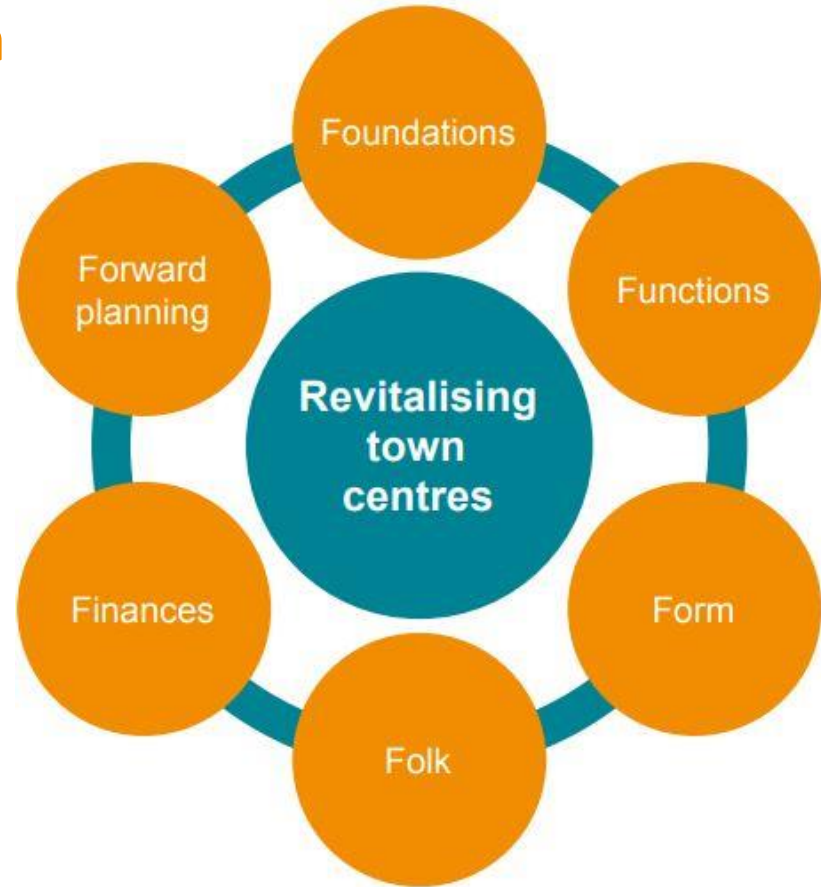 Foundations
Functions
Form
Folk
Finances
Forward
planning
Revitalising
town
centres